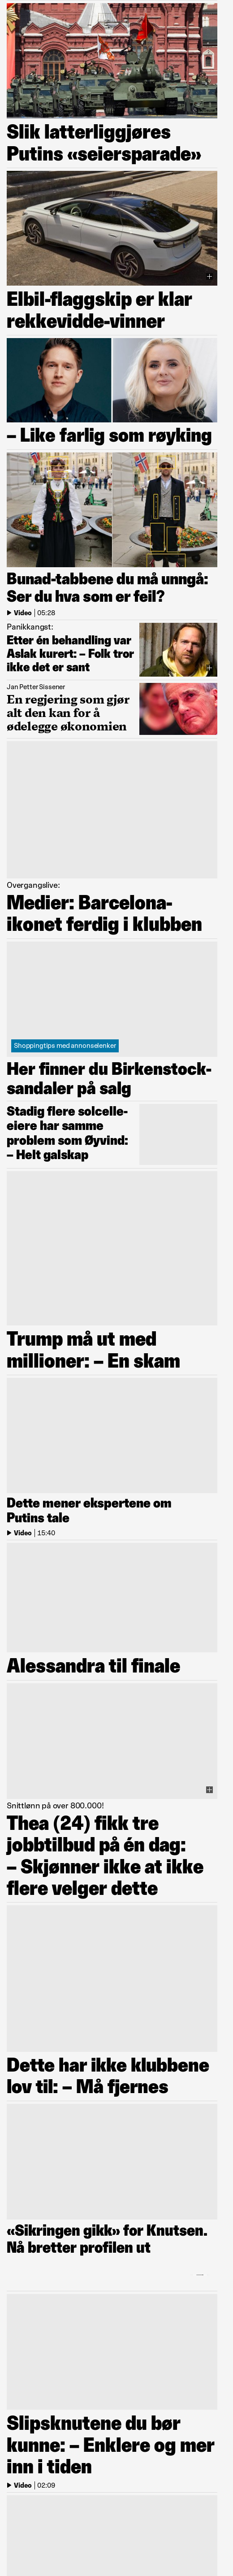 Slik latterliggjøres
Putins «seiersparade»
Elbil-flaggskip er klar
rekkevidde-vinner
– Like farlig som røyking
Bunad-tabbene du må unngå:
Ser du hva som er feil?
Video | 05:28
Panikkangst:
Etter én behandling var
Aslak kurert: – Folk tror
ikke det er sant
Jan Petter Sissener
En regjering som gjør
alt den kan for å
ødelegge økonomien
Overgangslive:
Medier: Barcelona-
ikonet ferdig i klubben
Shoppingtips med annonselenker
Her finner du Birkenstock-
sandaler på salg
Stadig flere solcelle-
eiere har samme
problem som Øyvind:
– Helt galskap
Trump må ut med
millioner: – En skam
Dette mener ekspertene om
Putins tale
Video | 15:40
Alessandra til finale
Snittlønn på over 800.000!
Thea (24) fikk tre
jobbtilbud på én dag:
– Skjønner ikke at ikke
flere velger dette
Dette har ikke klubbene
lov til: – Må fjernes
«Sikringen gikk» for Knutsen.
Nå bretter profilen ut
Slipsknutene du bør
kunne: – Enklere og mer
inn i tiden
Video | 02:09